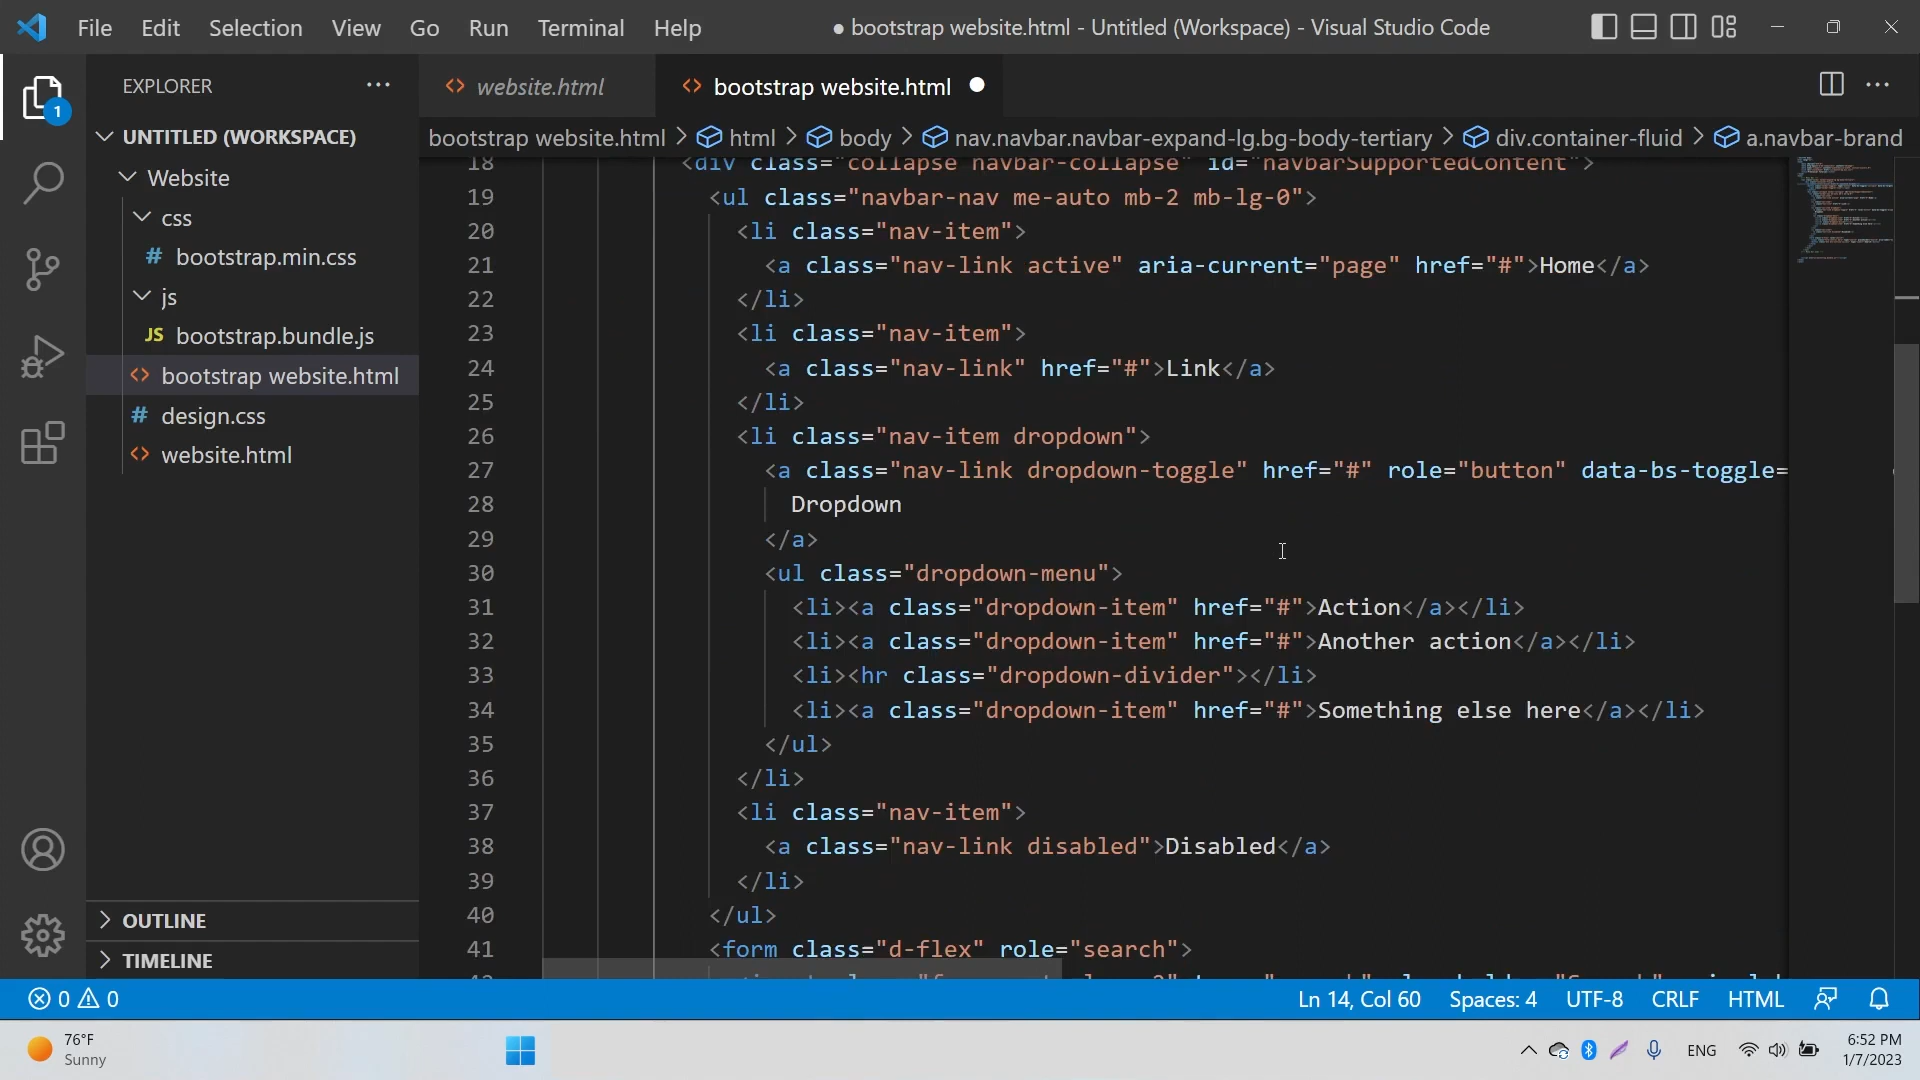 File Edit Selection View Go Run Terminal Help
● bootstrap website.html - Untitled (Workspace) - Visual Studio Code
EXPLORER
website.html
bootstrap website.html
1
UNTITLED (WORKSPACE)
bootstrap website.html > html > body > nav.navbar.navbar-expand-lg.bg-body-tertiary > div.container-fluid > a.navbar-brand
Website
css
# bootstrap.min.css
js
JS bootstrap.bundle.js
bootstrap website.html
# design.css
website.html
18 <div class="collapse navbar-collapse" id="navbarSupportedContent">
19 <ul class="navbar-nav me-auto mb-2 mb-lg-0">
20 <li class="nav-item">
21 <a class="nav-link active" aria-current="page" href="#">Home</a>
22 </li>
23 <li class="nav-item">
24 <a class="nav-link" href="#">Link</a>
25 </li>
26 <li class="nav-item dropdown">
27 <a class="nav-link dropdown-toggle" href="#" role="button" data-bs-toggle=
28 Dropdown
29 </a>
30 <ul class="dropdown-menu">
31 <li><a class="dropdown-item" href="#">Action</a></li>
32 <li><a class="dropdown-item" href="#">Another action</a></li>
33 <li><hr class="dropdown-divider"></li>
34 <li><a class="dropdown-item" href="#">Something else here</a></li>
35 </ul>
36 </li>
37 <li class="nav-item">
38 <a class="nav-link disabled">Disabled</a>
39 </li>
40 </ul>
41 <form class="d-flex" role="search">
OUTLINE
TIMELINE
0 0
Ln 14, Col 60 Spaces: 4 UTF-8 CRLF HTML
76°F
Sunny
ENG
6:52 PM
1/7/2023